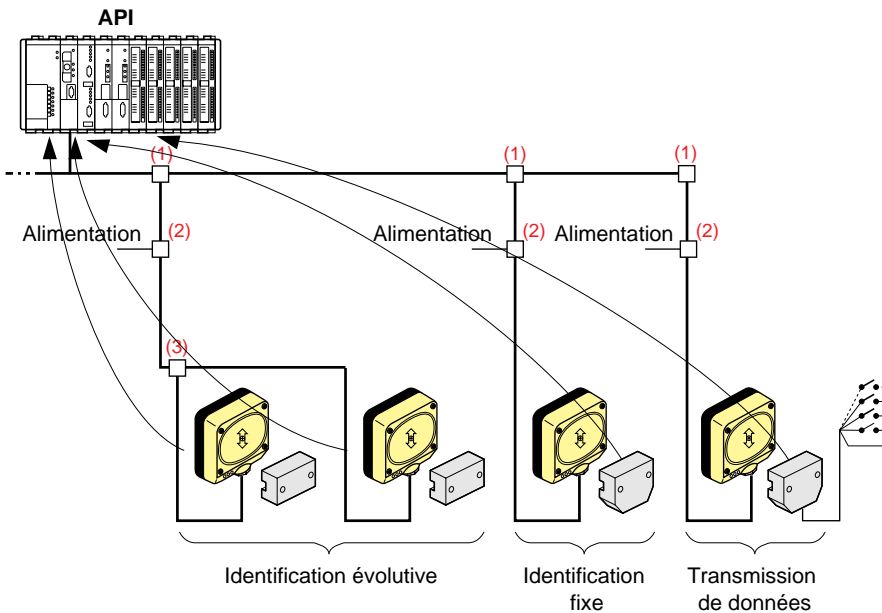 API
(1)
(1)
(1)
Alimentation
(2)
Alimentation
(2)
Alimentation
(2)
(3)
Identification évolutive
Identification
fixe
Transmission
de données